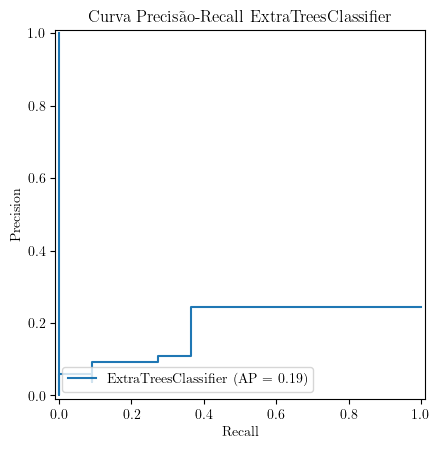 Curva Precisão-Recall ExtraTreesClassifier
1.0
0.8
0.6
0.4
0.2
0.0
Precision
ExtraTreesClassifier (AP = 0.19)
0.0 0.2 0.4 0.6 0.8 1.0
Recall